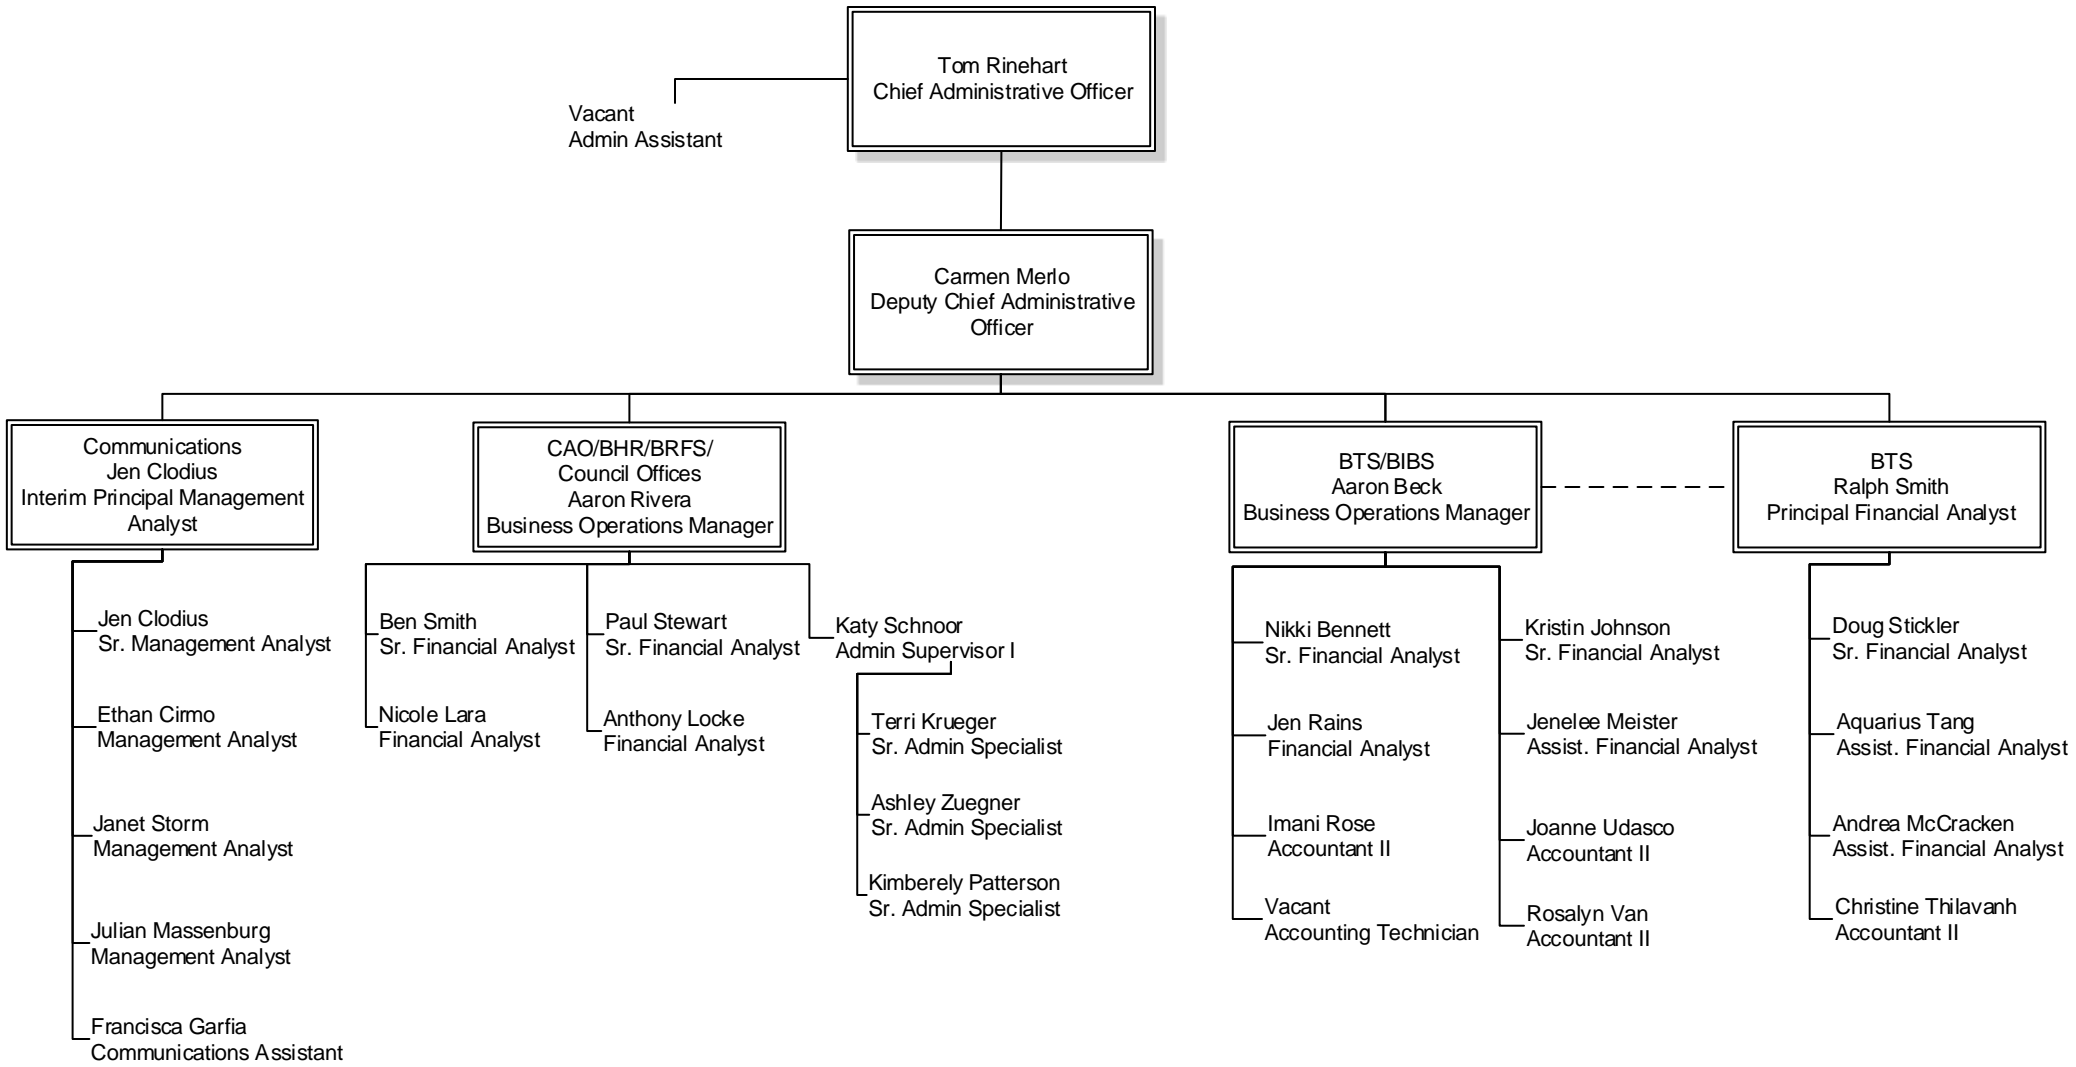 Tom Rinehart
Chief Administrative Officer
Vacant
Admin Assistant
Carmen Merlo
Deputy Chief Administrative
Officer
Communications
Jen Clodius
Interim Principal Management
Analyst
CAO/BHR/BRFS/
Council Offices
Aaron Rivera
Business Operations Manager
BTS/BIBS
Aaron Beck
Business Operations Manager
BTS
Ralph Smith
Principal Financial Analyst
Jen Clodius
Sr. Management Analyst
Ethan Cirmo
Management Analyst
Janet Storm
Management Analyst
Julian Massenburg
Management Analyst
Francisca Garfia
Communications Assistant
Ben Smith
Sr. Financial Analyst
Nicole Lara
Financial Analyst
Paul Stewart
Sr. Financial Analyst
Anthony Locke
Financial Analyst
Katy Schnoor
Admin Supervisor I
Terri Krueger
Sr. Admin Specialist
Ashley Zuegner
Sr. Admin Specialist
Kimberely Patterson
Sr. Admin Specialist
Nikki Bennett
Sr. Financial Analyst
Jen Rains
Financial Analyst
Imani Rose
Accountant II
Vacant
Accounting Technician
Kristin Johnson
Sr. Financial Analyst
Jenelee Meister
Assist. Financial Analyst
Joanne Udasco
Accountant II
Rosalyn Van
Accountant II
Doug Stickler
Sr. Financial Analyst
Aquarius Tang
Assist. Financial Analyst
Andrea McCracken
Assist. Financial Analyst
Christine Thilavanh
Accountant II